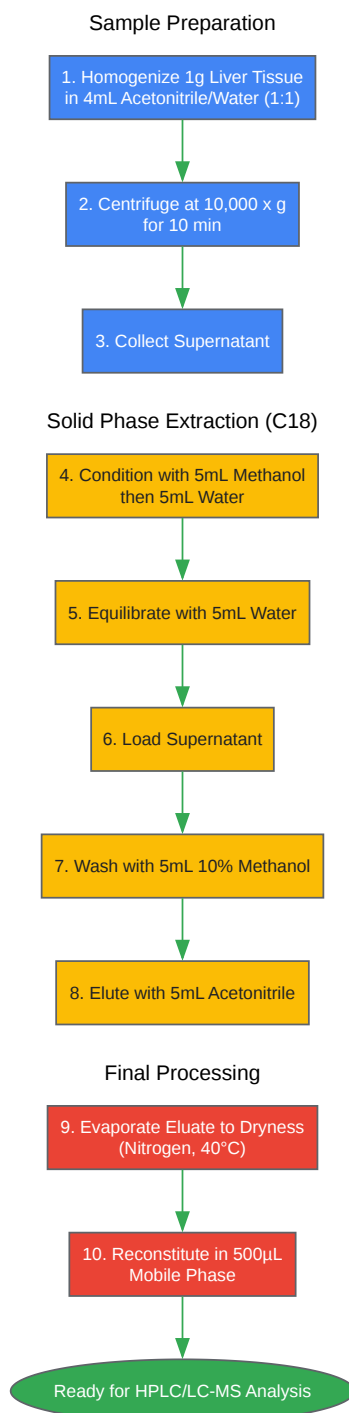 Sample Preparation
1. Homogenize 1g Liver Tissue
in 4mL Acetonitrile/Water (1:1)
2. Centrifuge at 10,000 x g
for 10 min
3. Collect Supernatant
Solid Phase Extraction (C18)
4. Condition with 5mL Methanol
then 5mL Water
5. Equilibrate with 5mL Water
6. Load Supernatant
7. Wash with 5mL 10% Methanol
8. Elute with 5mL Acetonitrile
Final Processing
9. Evaporate Eluate to Dryness
(Nitrogen, 40°C)
10. Reconstitute in 500µL
Mobile Phase
Ready for HPLC/LC-MS Analysis